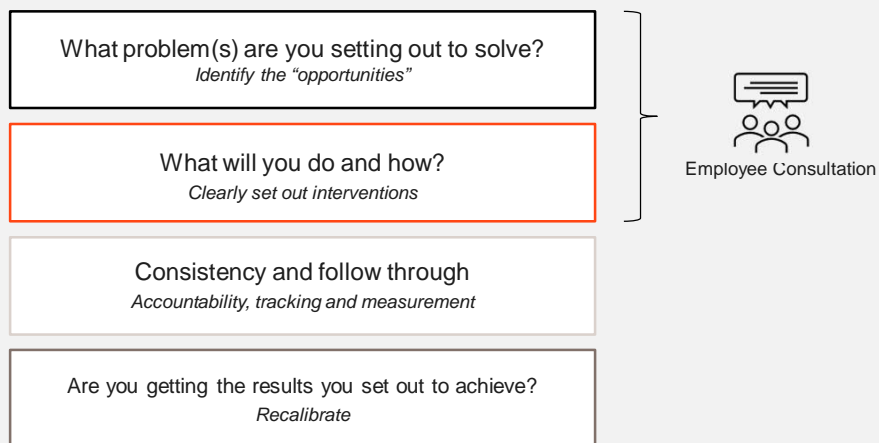 What problem(s) are you setting out to solve?
Identify the “opportunities”
What will you do and how?
Clearly set out interventions
Employee Consultation
Consistency and follow through
Accountability, tracking and measurement
Are you getting the results you set out to achieve?
Recalibrate